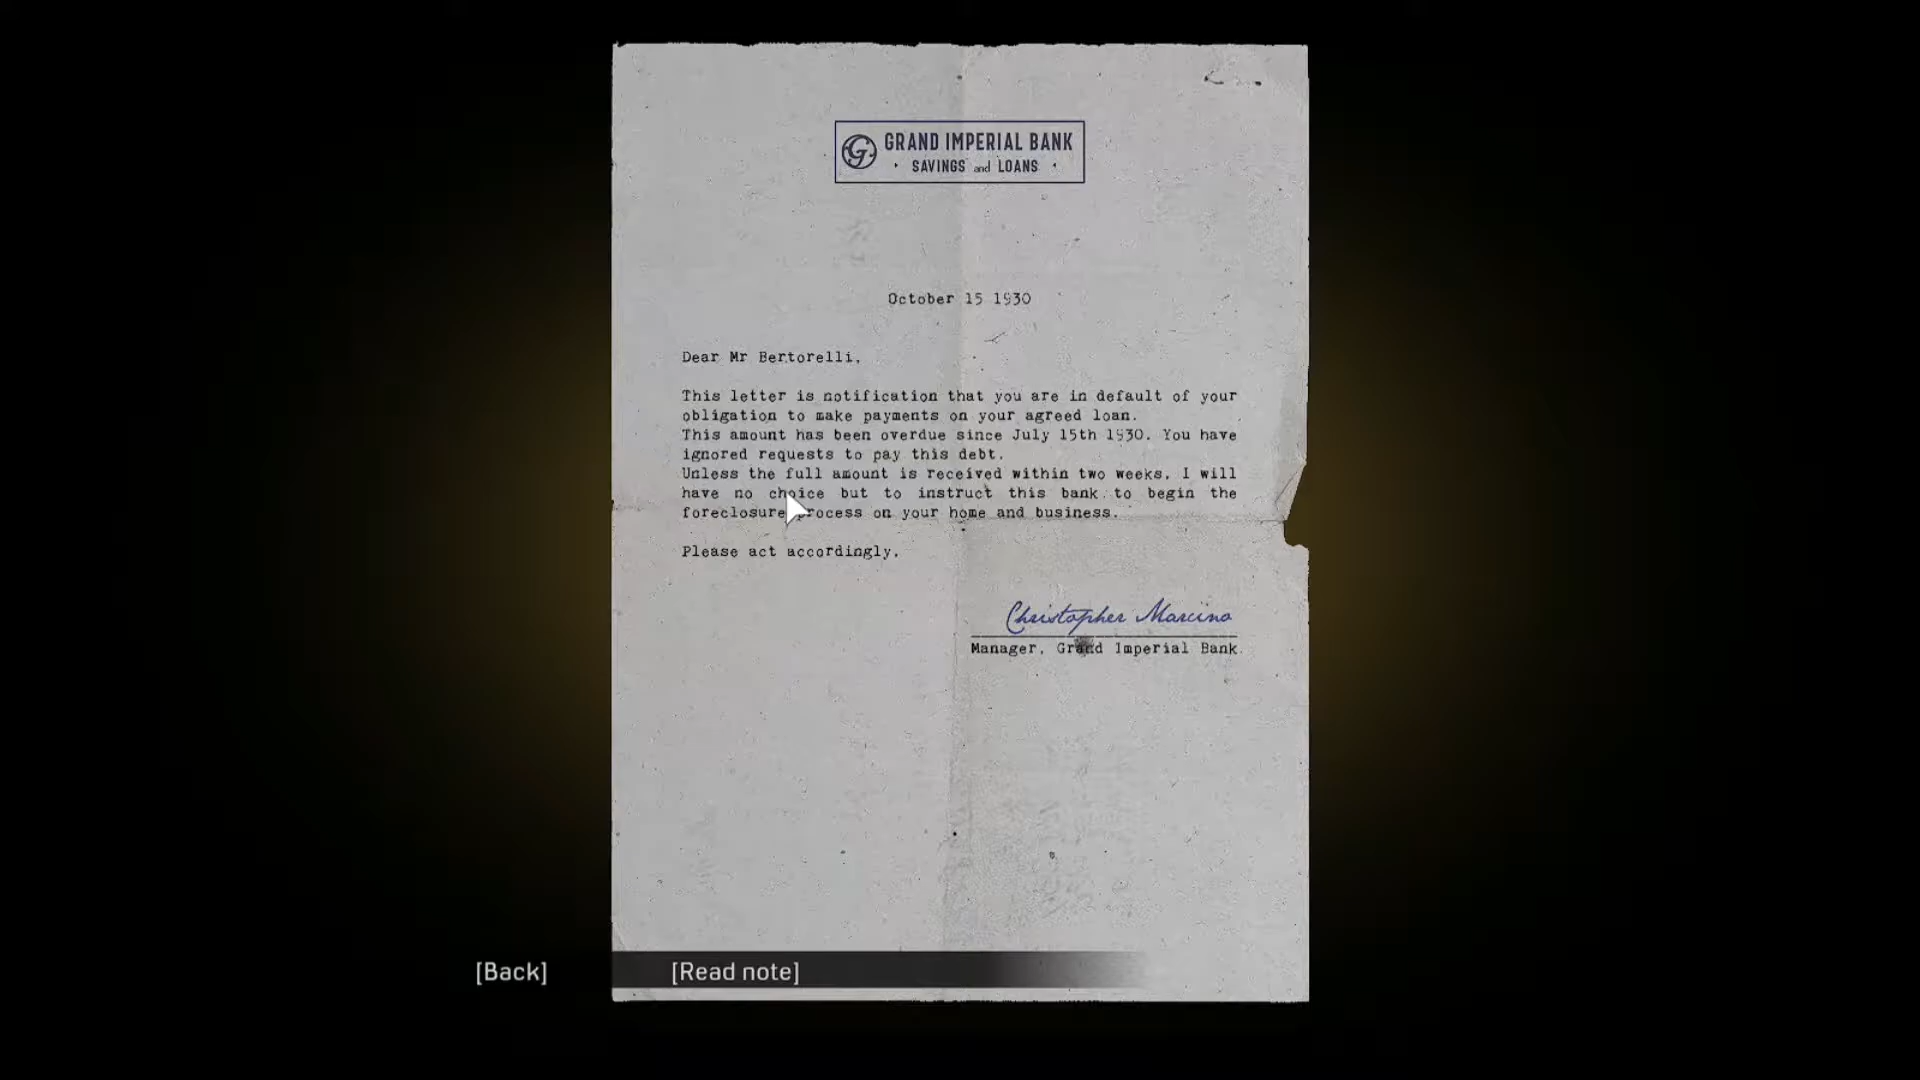 GRAND IMPERIAL BANK
· SAVINGS and LOANS ·
October 15 1930
Dear Mr Bertorelli,
This letter is notification that you are in default of your
obligation to make payments on your agreed loan.
This amount has been overdue since July 15th 1930. You have
ignored requests to pay this debt.
Unless the full amount is received within two weeks, I will
have no choice but to instruct this bank to begin the
foreclosure process on your home and business.
Please act accordingly,
Christopher Marcino
Manager, Grand Imperial Bank
[Back]
[Read note]